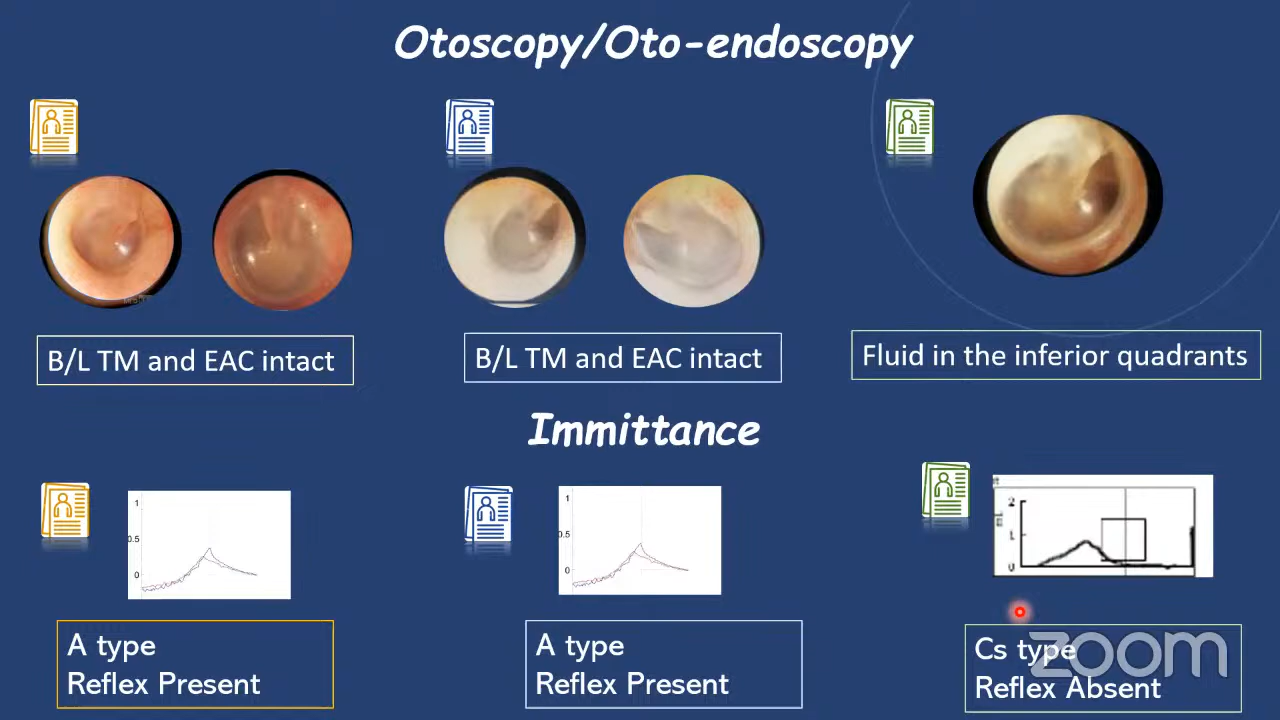 Otoscopy/Oto-endoscopy
B/L TM and EAC intact
B/L TM and EAC intact
Fluid in the inferior quadrants
Immittance
1
0.5
0
1
0.5
0
2
1
0
A type
Reflex Present
A type
Reflex Present
Cs type
Reflex Absent
zoom